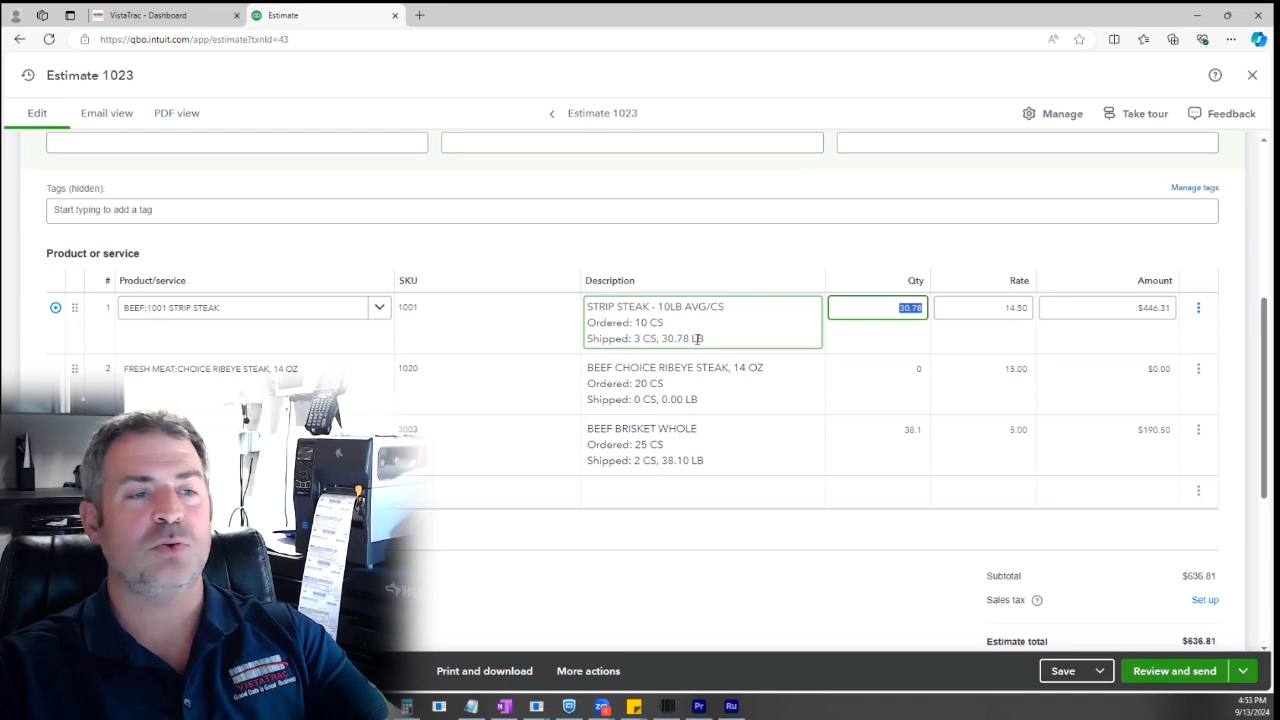 VistaTrac - Dashboard
Estimate
https://qbo.intuit.com/app/estimate?txnId=43
Estimate 1023
Edit
Email view
PDF view
Estimate 1023
Manage
Take tour
Feedback
Tags (hidden):
Manage tags
Start typing to add a tag
Product or service
# Product/service SKU Description Qty Rate Amount
1 BEEF:1001 STRIP STEAK 1001 STRIP STEAK - 10LB AVG/CS 30.78 14.50 $446.31
Ordered: 10 CS
Shipped: 3 CS, 30.78 LB
2 FRESH MEAT:CHOICE RIBEYE STEAK, 14 OZ 1020 BEEF CHOICE RIBEYE STEAK, 14 OZ 0 15.00 $0.00
Ordered: 20 CS
Shipped: 0 CS, 0.00 LB
3003 BEEF BRISKET WHOLE 38.1 5.00 $190.50
Ordered: 25 CS
Shipped: 2 CS, 38.10 LB
Subtotal $636.81
Sales tax Set up
Estimate total $636.81
VISTATRAC
Good Data is Good Business
Print and download
More actions
Save
Review and send
4:53 PM
9/13/2024